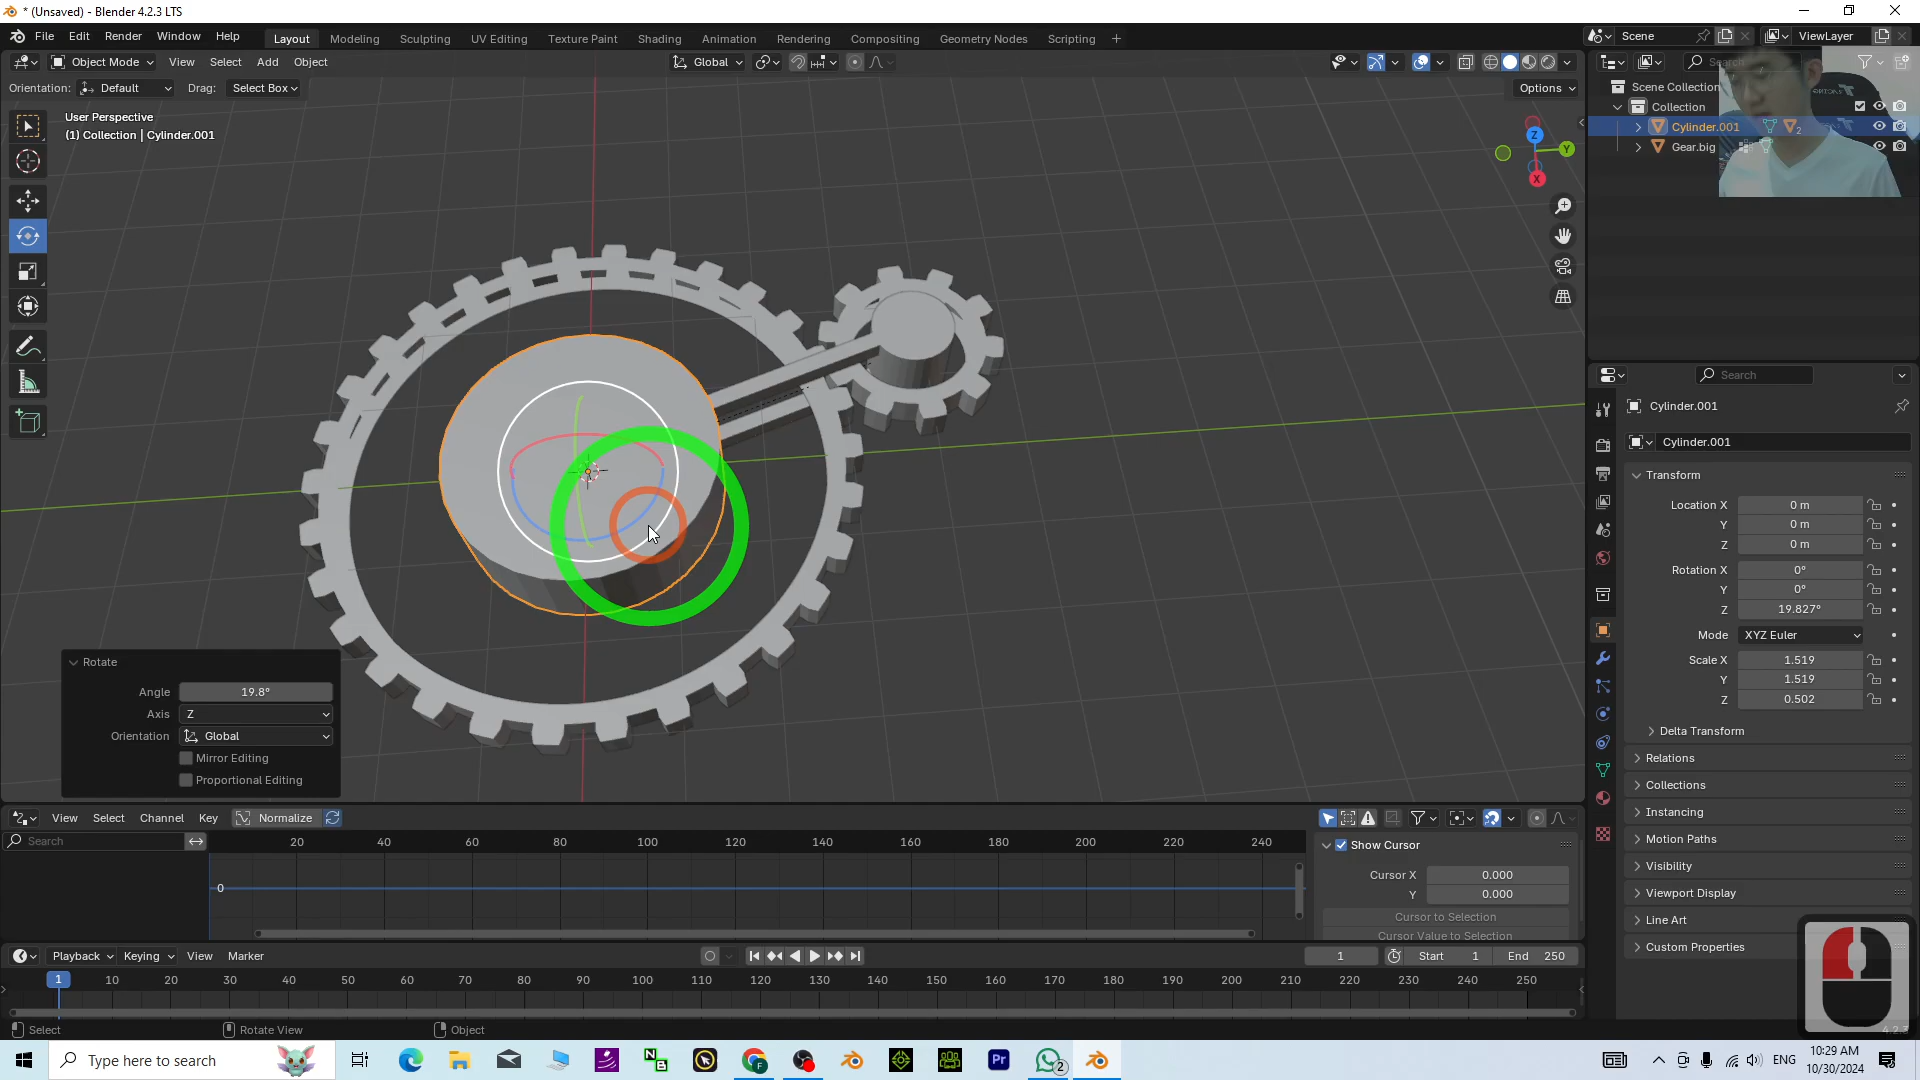 * (Unsaved) - Blender 4.2.3 LTS
File Edit Render Window Help
Layout Modeling Sculpting UV Editing Texture Paint Shading Animation Rendering Compositing Geometry Nodes Scripting +
Scene ViewLayer
Object Mode View Select Add Object Global
Search
Orientation: Default Drag: Select Box Options
Scene Collection
User Perspective
(1) Collection | Cylinder.001
Collection
Cylinder.001 2
Gear.big
Z
Y
X
Search
Cylinder.001
Cylinder.001
Transform
Location X 0 m
Y 0 m
Z 0 m
Rotation X 0°
Y 0°
Z 19.827°
Mode XYZ Euler
Scale X 1.519
Y 1.519
Z 0.502
Delta Transform
Relations
Collections
Instancing
Motion Paths
Visibility
Viewport Display
Line Art
Custom Properties
Rotate
Angle 19.8°
Axis Z
Orientation Global
Mirror Editing
Proportional Editing
View Select Channel Key Normalize
Search
20 40 60 80 100 120 140 160 180 200 220 240
0
Show Cursor
Cursor X 0.000
Y 0.000
Cursor to Selection
Cursor Value to Selection
Playback Keying View Marker 1 Start 1 End 250
1 10 20 30 40 50 60 70 80 90 100 110 120 130 140 150 160 170 180 190 200 210 220 230 240 250
Select Rotate View Object 4.2.3
Type here to search
2
ENG
10:29 AM
10/30/2024